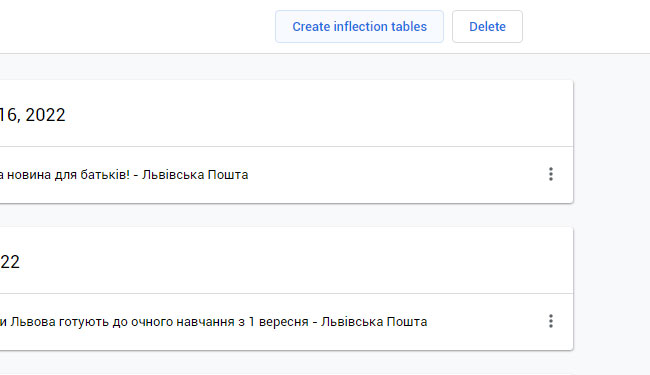 Create inflection tables Delete
16, 2022
а новина для батьків! - Львівська Пошта
22
и Львова готують до очного навчання з 1 вересня - Львівська Пошта